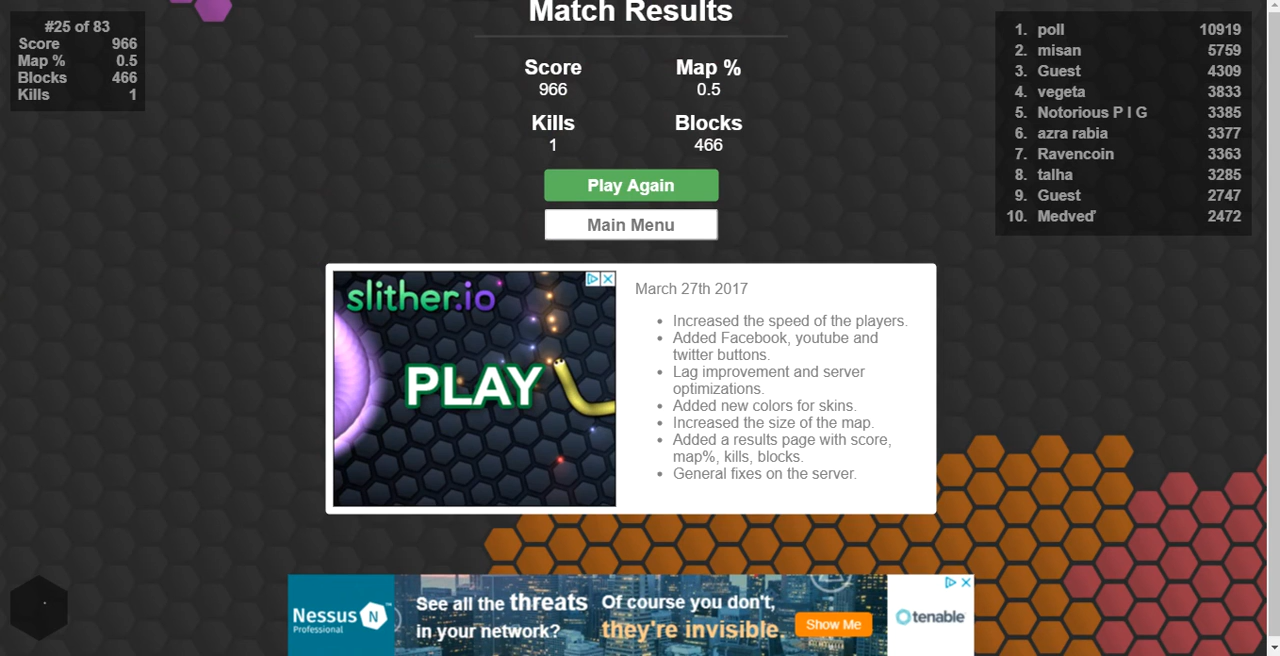 #25 of 83
Score 966
Map % 0.5
Blocks 466
Kills 1
Match Results
Score Map %
966 0.5
Kills Blocks
1 466
Play Again
Main Menu
1. poll 10919
2. misan 5759
3. Guest 4309
4. vegeta 3833
5. Notorious P I G 3385
6. azra rabia 3377
7. Ravencoin 3363
8. talha 3285
9. Guest 2747
10. Medveď 2472
slither.io
PLAY
March 27th 2017
• Increased the speed of the players.
• Added Facebook, youtube and
twitter buttons.
• Lag improvement and server
optimizations.
• Added new colors for skins.
• Increased the size of the map.
• Added a results page with score,
map%, kills, blocks.
• General fixes on the server.
Nessus N ™
Professional
See all the threats
in your network?
Of course you don't,
they're invisible.
Show Me
tenable